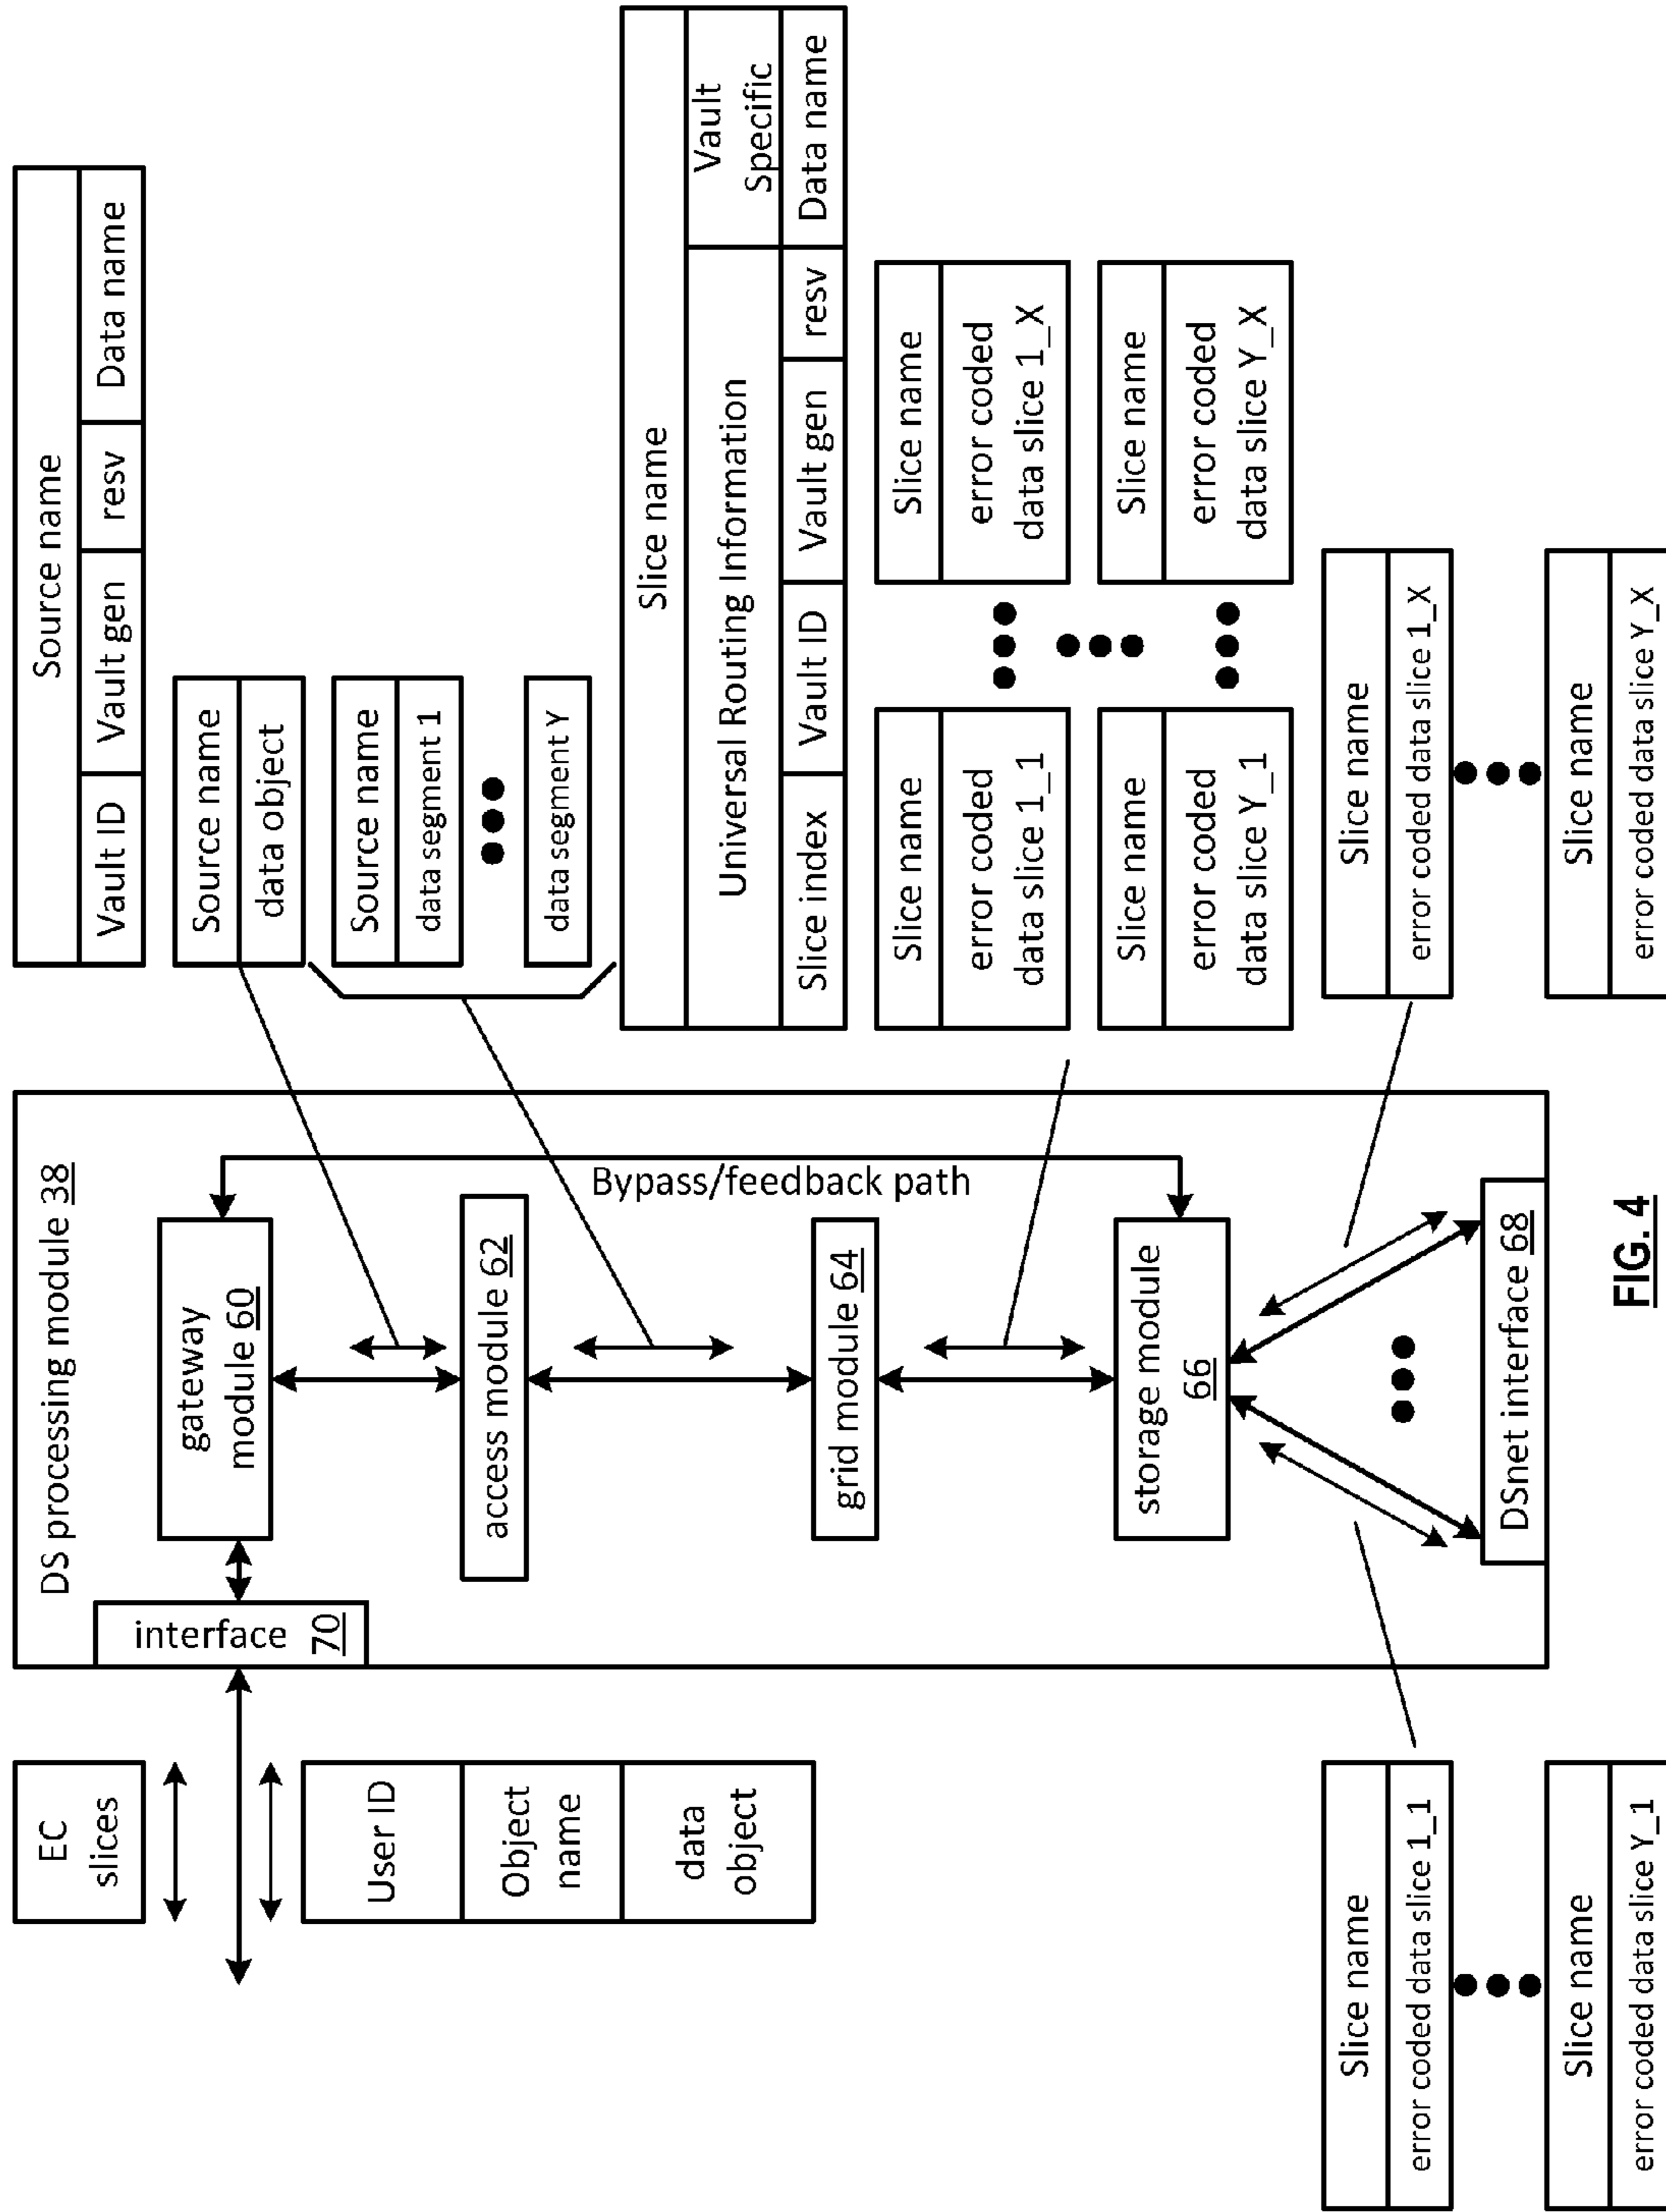 EC
slices
User ID
Object
name
data
object
DS processing module 38
interface 70
gateway
module 60
access module 62
Bypass/feedback path
grid module 64
storage module
66
DSnet interface 68
Source name
Vault ID
Vault gen
resv
Data name
Source name
data object
Source name
data segment 1
data segment Y
Slice name
Universal Routing Information
Vault
Specific
Slice index
Vault ID
Vault gen
resv
Data name
Slice name
error coded
data slice 1_1
Slice name
error coded
data slice 1_X
Slice name
error coded
data slice Y_1
Slice name
error coded
data slice Y_X
Slice name
error coded data slice 1_1
Slice name
error coded data slice Y_1
Slice name
error coded data slice 1_X
Slice name
error coded data slice Y_X
FIG. 4